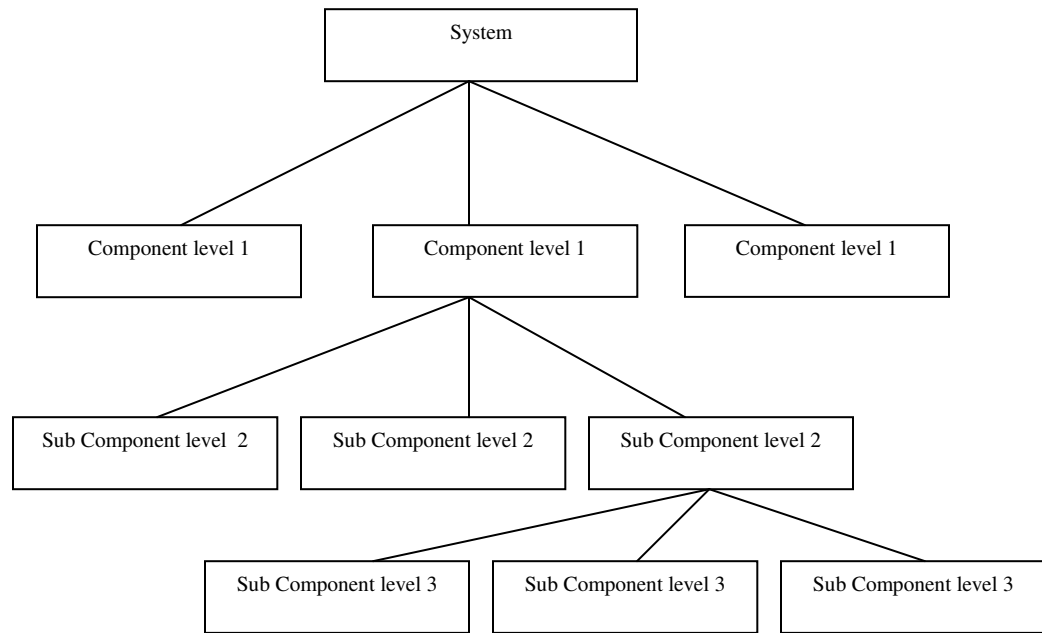 System
Component level 1
Component level 1
Component level 1
Sub Component level  2
Sub Component level 2
Sub Component level 2
Sub Component level 3
Sub Component level 3
Sub Component level 3